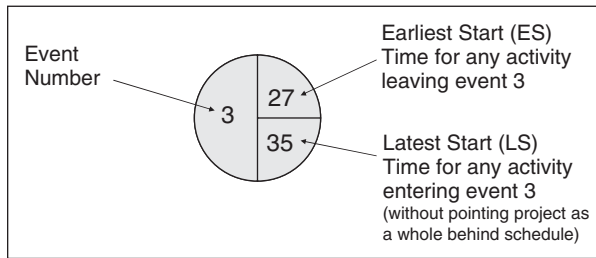 Event
Number
3
27
35
Earliest Start (ES)
Time for any activity
leaving event 3
Latest Start (LS)
Time for any activity
entering event 3
(without pointing project as
a whole behind schedule)